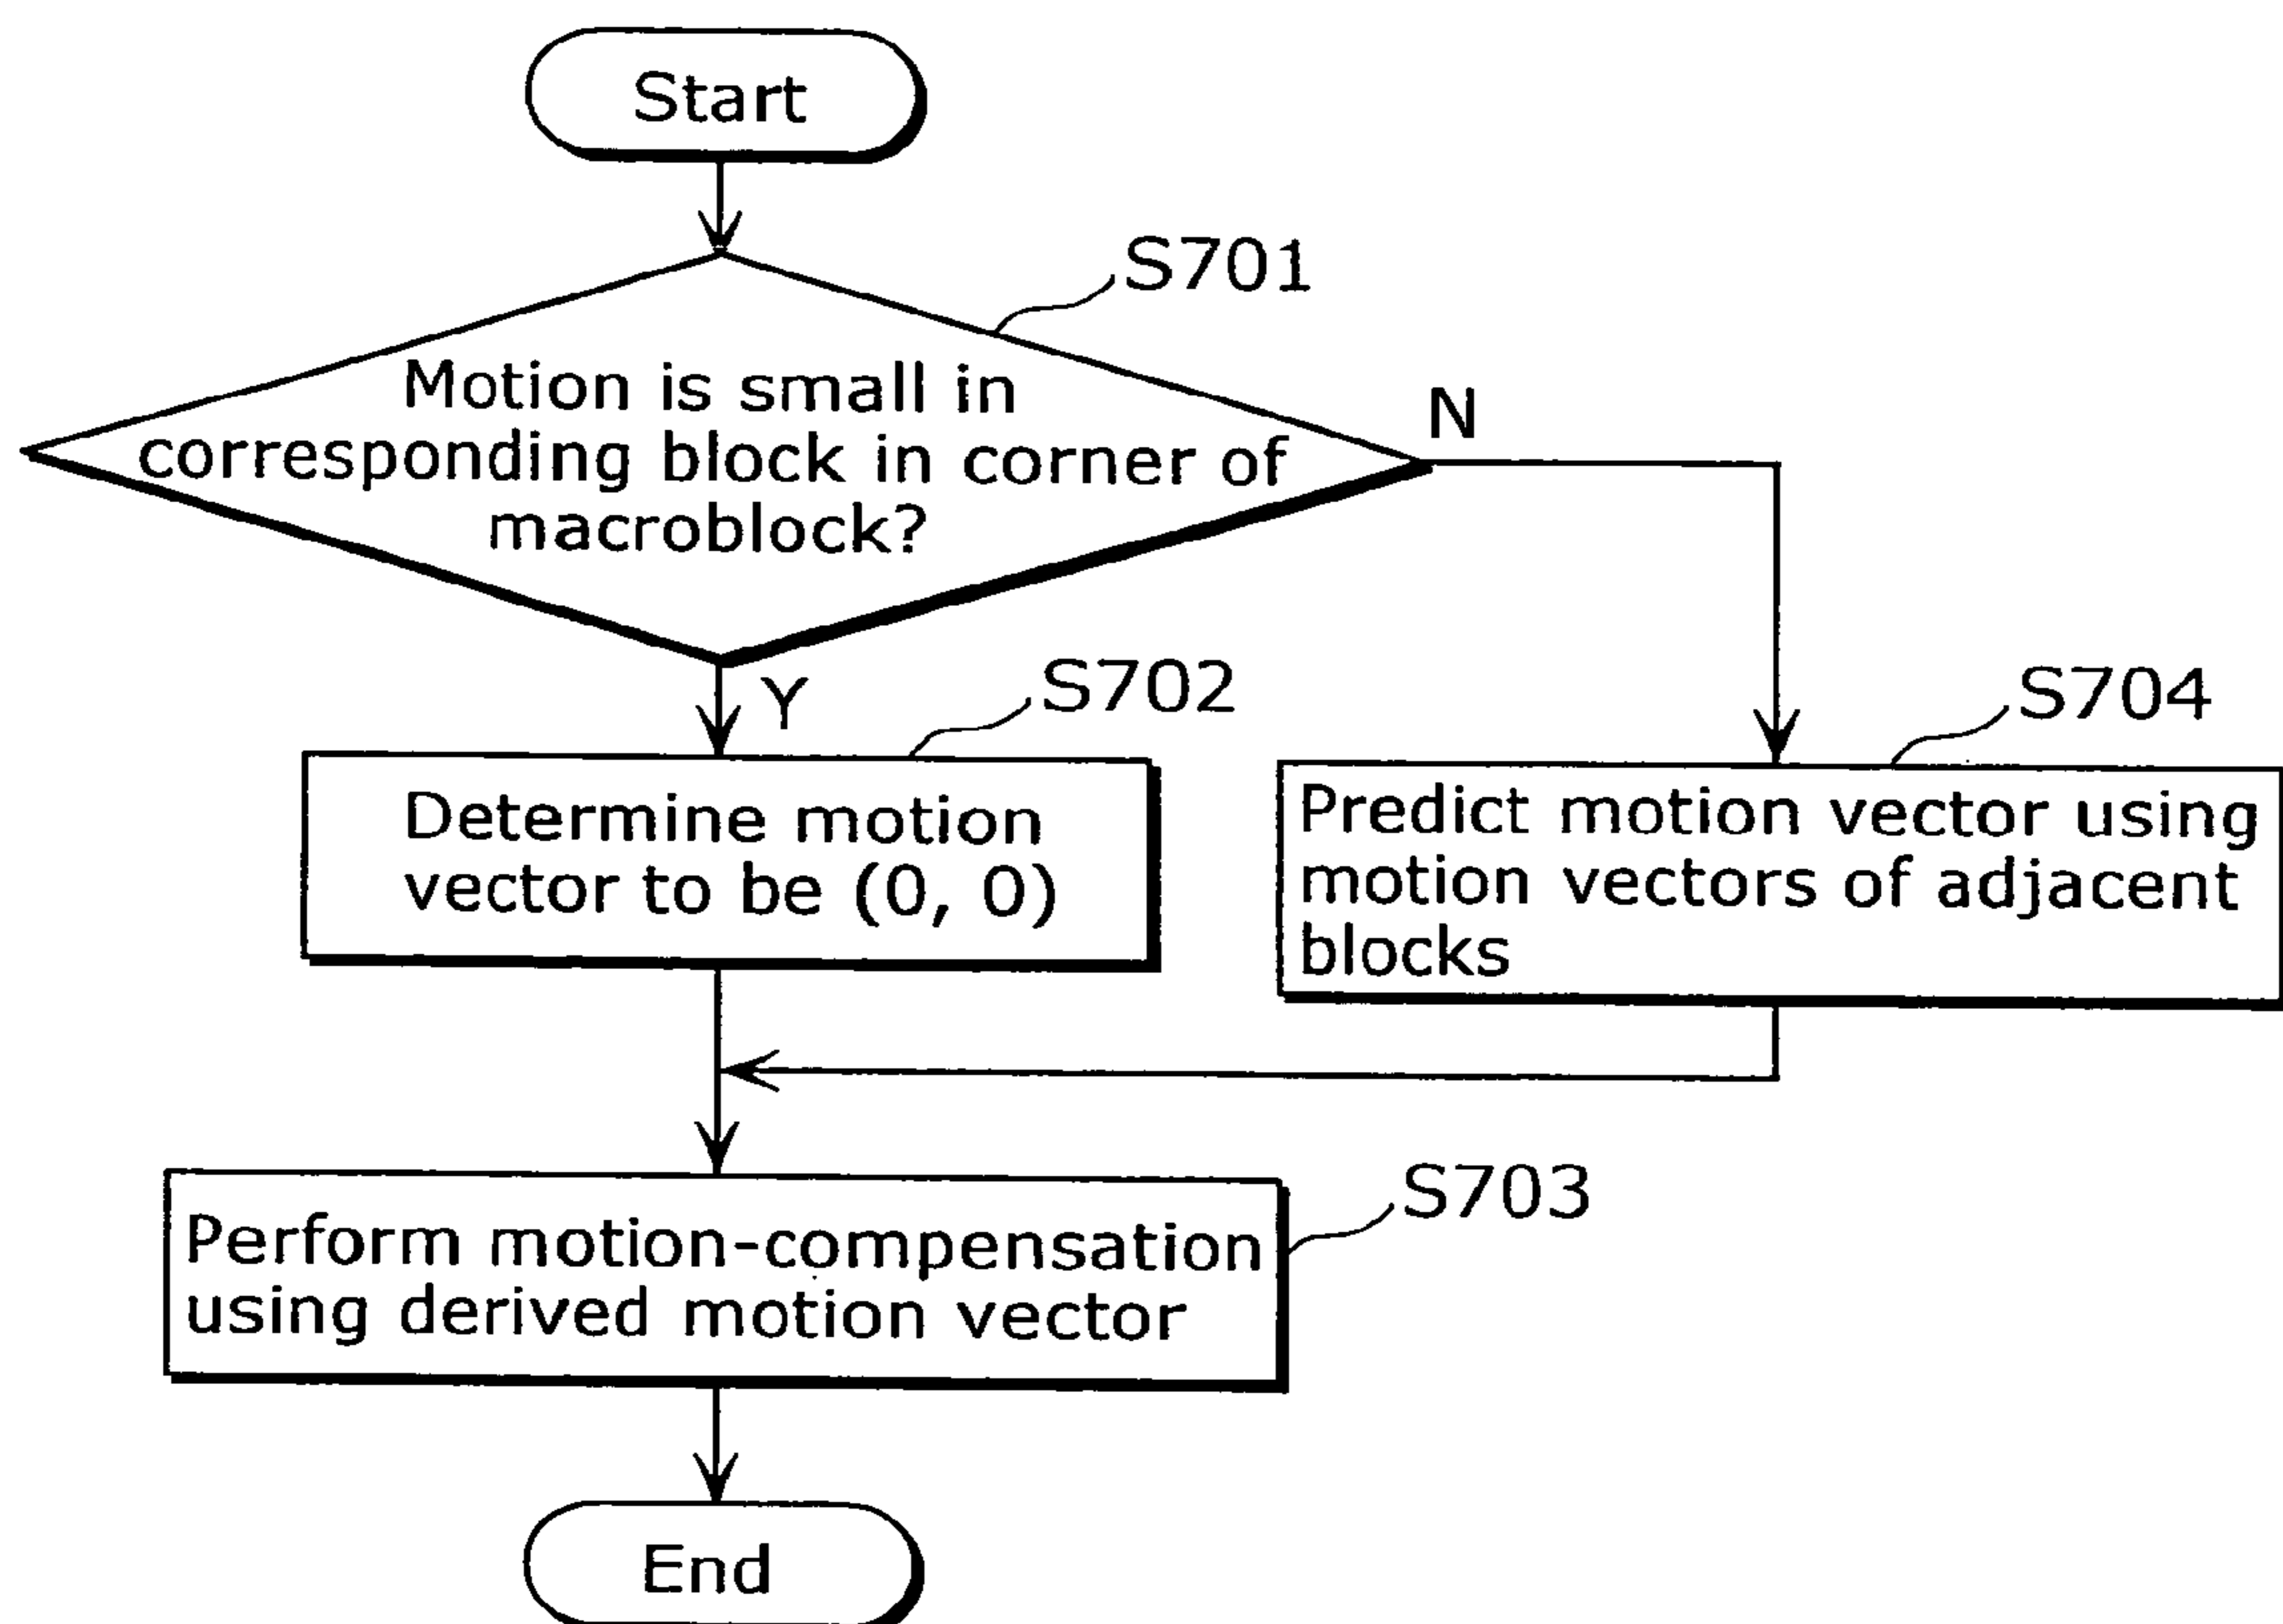 Start
S701
Motion is small in
corresponding block in corner of
macroblock?
N
Y
S702
S704
Determine motion
vector to be (0, 0)
Predict motion vector using
motion vectors of adjacent
blocks
S703
Perform motion-compensation
using derived motion vector
End